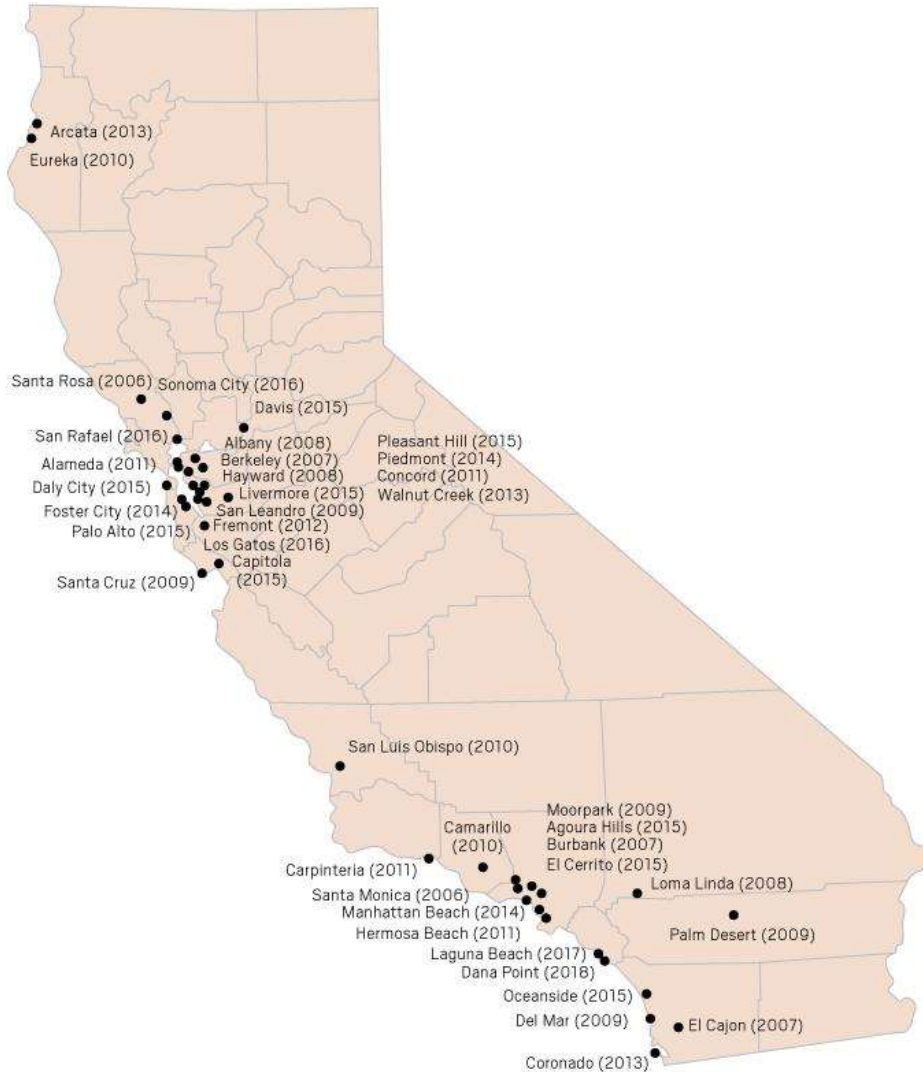 Arcata (2013)
Eureka (2010)
Santa Rosa (2006)
Sonoma City (2016)
Davis (2015)
San Rafael (2016)
Albany (2008)
Pleasant Hill (2015)
Alameda (2011)
Berkeley (2007)
Piedmont (2014)
Hayward (2008)
Concord (2011)
Daly City (2015)
Livermore (2015)
Walnut Creek (2013)
Foster City (2014)
San Leandro (2009)
Palo Alto (2015)
Fremont (2012)
Los Gatos (2016)
Capitola
(2015)
Santa Cruz (2009)
San Luis Obispo (2010)
Moorpark (2009)
Camarillo
(2010)
Agoura Hills (2015)
Burbank (2007)
El Cerrito (2015)
Carpinteria (2011)
Loma Linda (2008)
Santa Monica (2006)
Manhattan Beach (2014)
Hermosa Beach (2011)
Palm Desert (2009)
Laguna Beach (2017)
Dana Point (2018)
Oceanside (2015)
Del Mar (2009)
El Cajon (2007)
Coronado (2013)